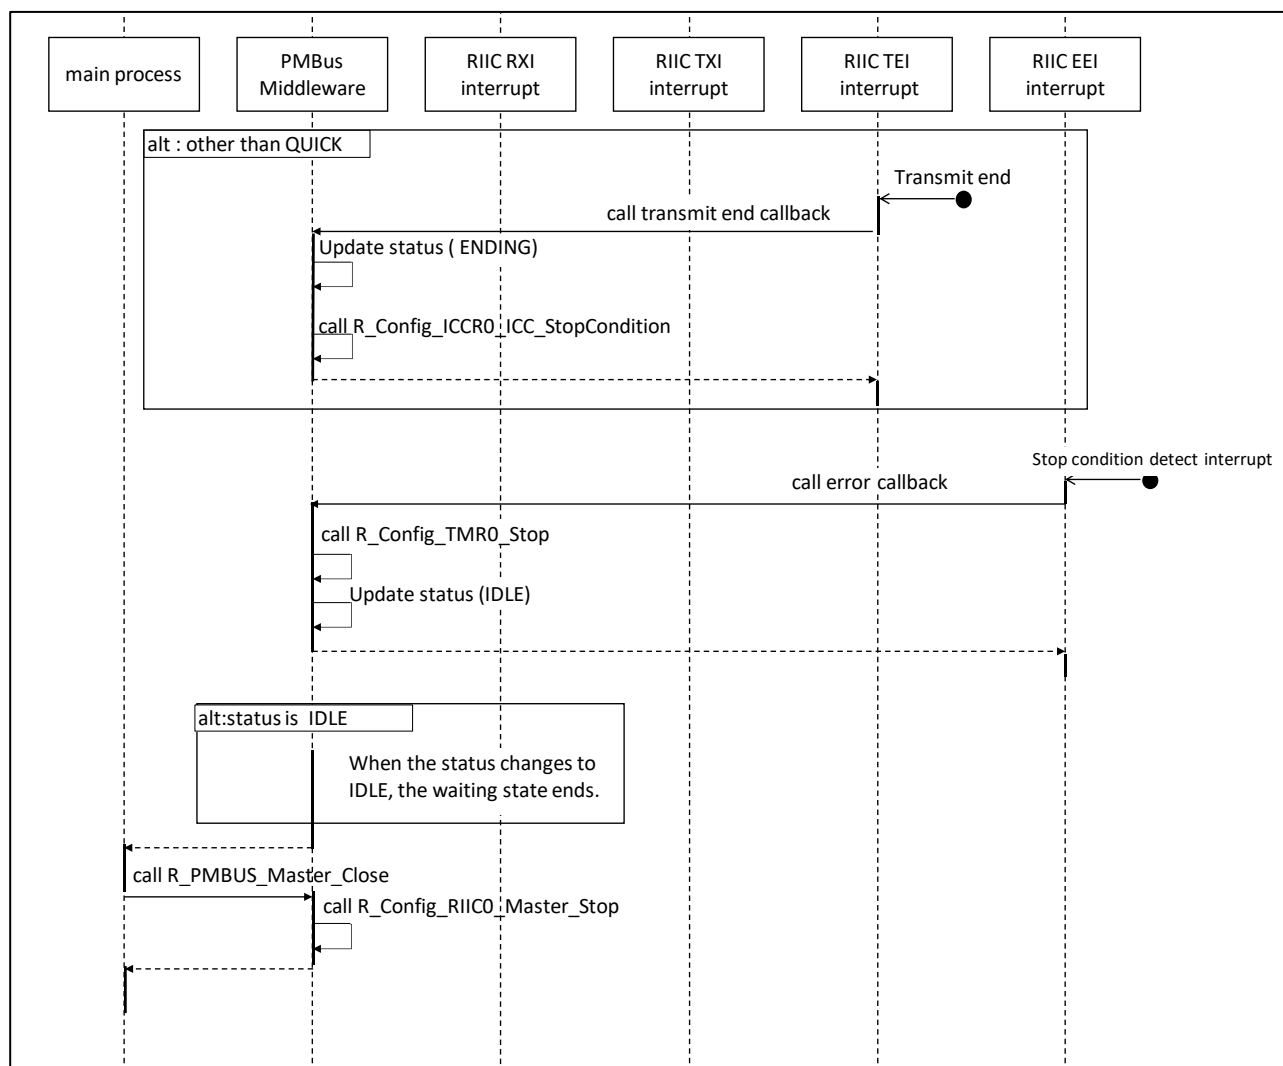 main process
PMBus
Middleware
RIIC RXI
interrupt
RIIC TXI
interrupt
RIIC TEI
interrupt
RIIC EEI
interrupt
alt : other than QUICK
Transmit end
call transmit end callback
Update status ( ENDING)
call R_Config_ICCR0_ICC_StopCondition
Stop condition detect interrupt
call error callback
call R_Config_TMR0_Stop
Update status (IDLE)
alt:status is IDLE
When the status changes to
IDLE, the waiting state ends.
call R_PMBUS_Master_Close
call R_Config_RIIC0_Master_Stop